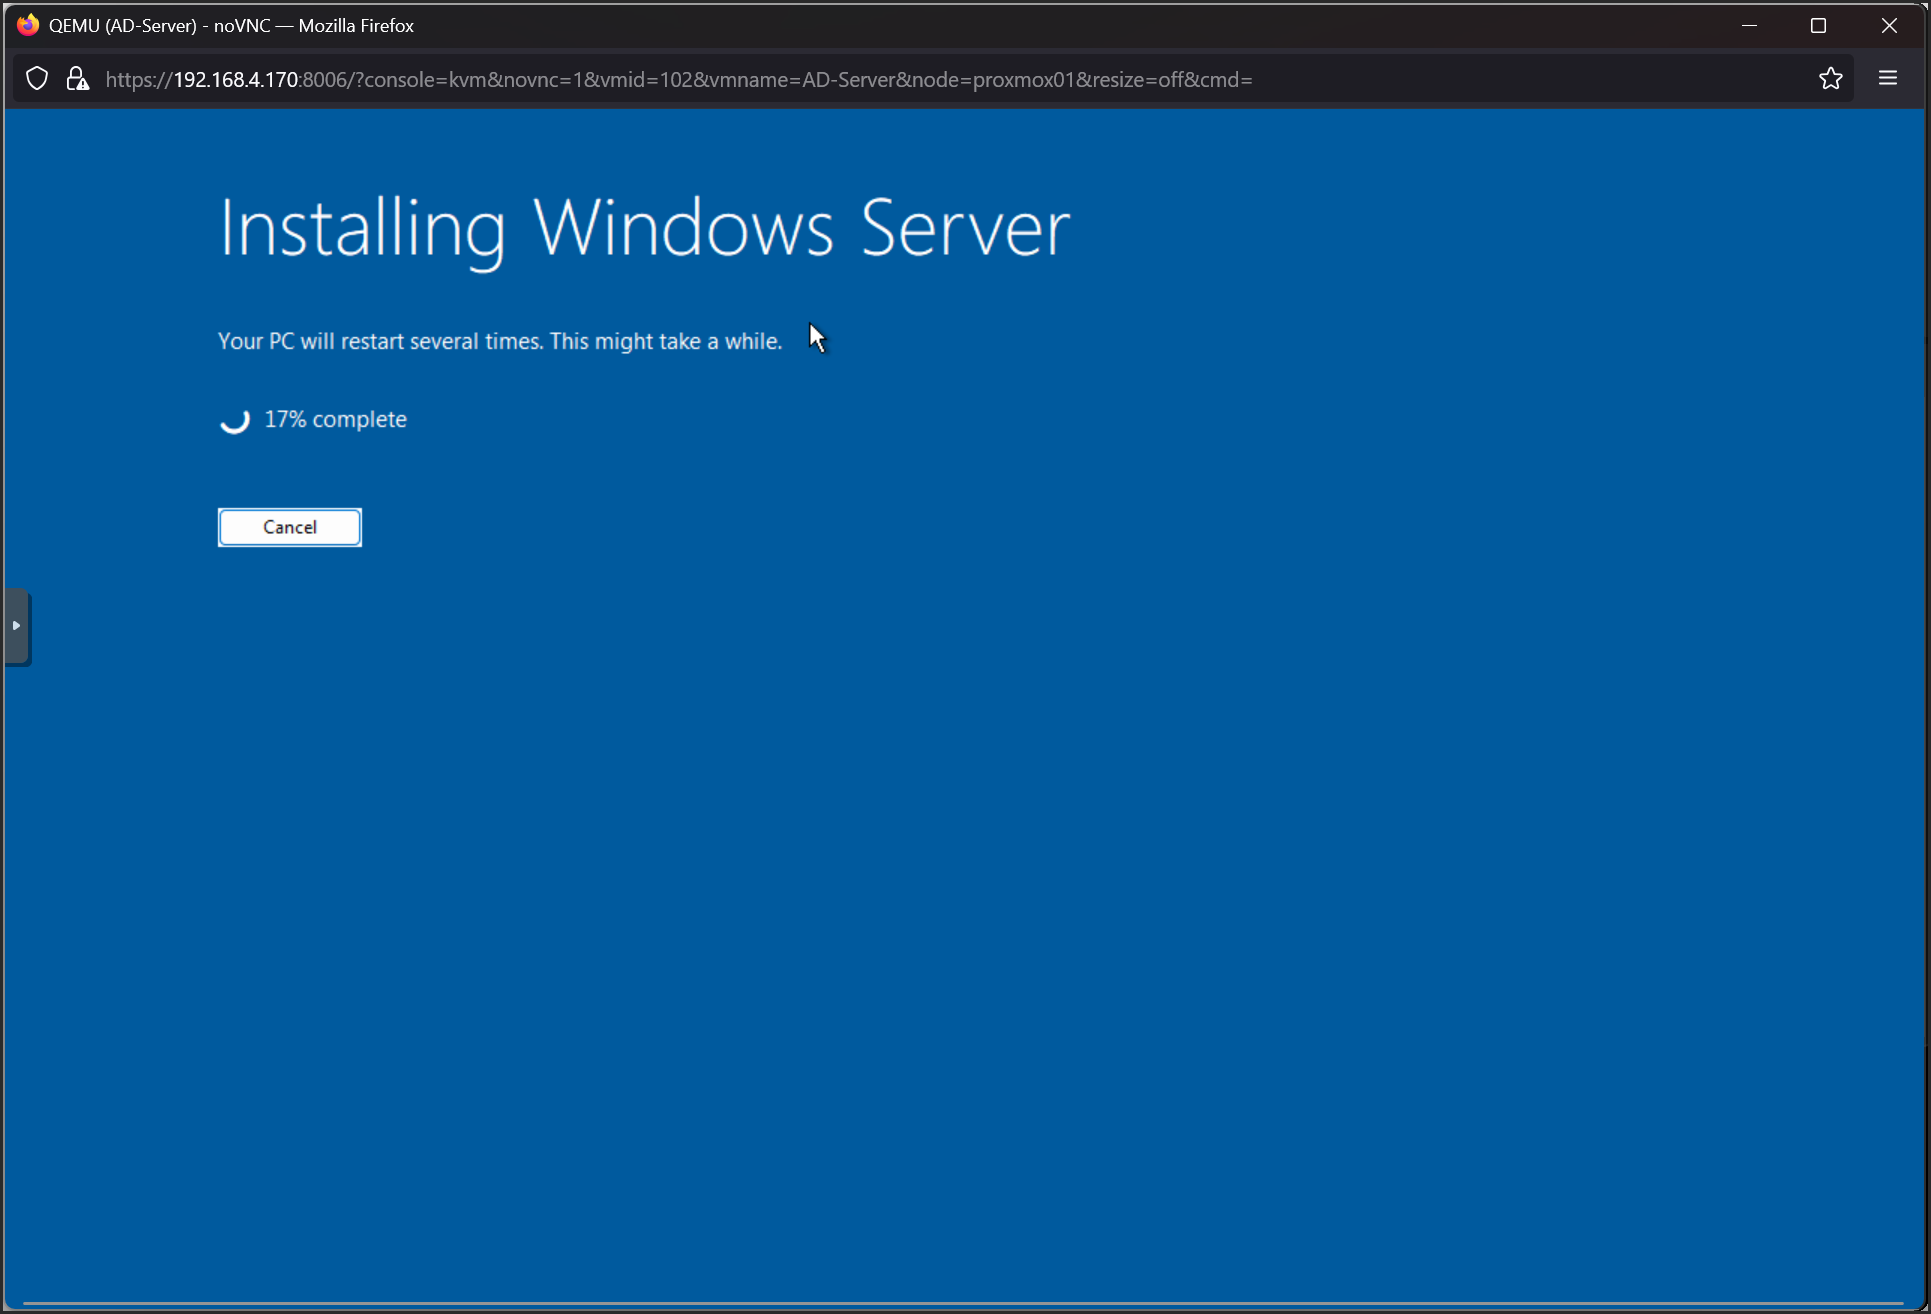 QEMU (AD-Server) - noVNC — Mozilla Firefox
https://192.168.4.170:8006/?console=kvm&novnc=1&vmid=102&vmname=AD-Server&node=proxmox01&resize=off&cmd=
Installing Windows Server
Your PC will restart several times. This might take a while.
17% complete
Cancel